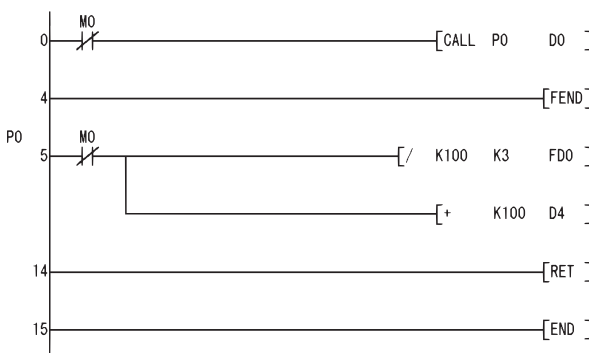 M0
0 [CALL P0 D0 ]
4 [FEND]
P0 M0
5 [/ K100 K3 FD0 ]
[+ K100 D4 ]
14 [RET ]
15 [END ]